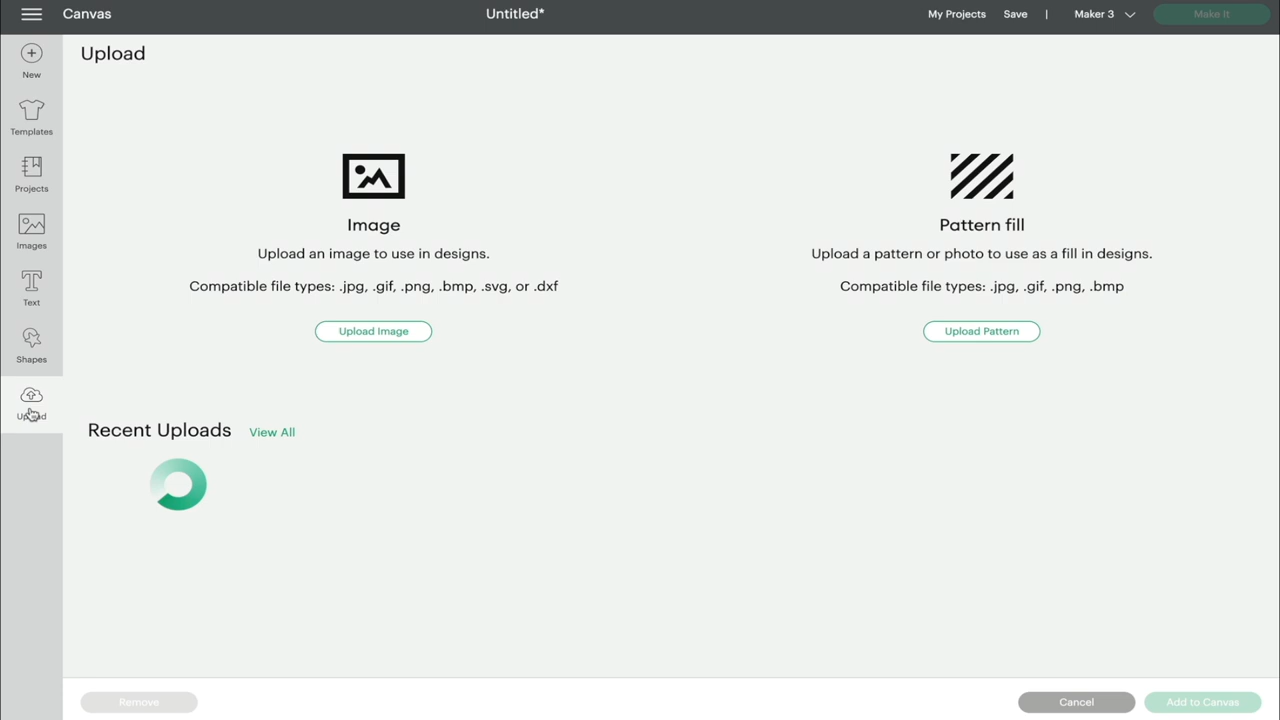 Canvas
Untitled*
My Projects
Save
|
Maker 3
Make It
New
Templates
Projects
Images
Text
Shapes
Upload
Upload
Image
Upload an image to use in designs.
Compatible file types: .jpg, .gif, .png, .bmp, .svg, or .dxf
Upload Image
Pattern fill
Upload a pattern or photo to use as a fill in designs.
Compatible file types: .jpg, .gif, .png, .bmp
Upload Pattern
Recent Uploads
View All
Remove
Cancel
Add to Canvas